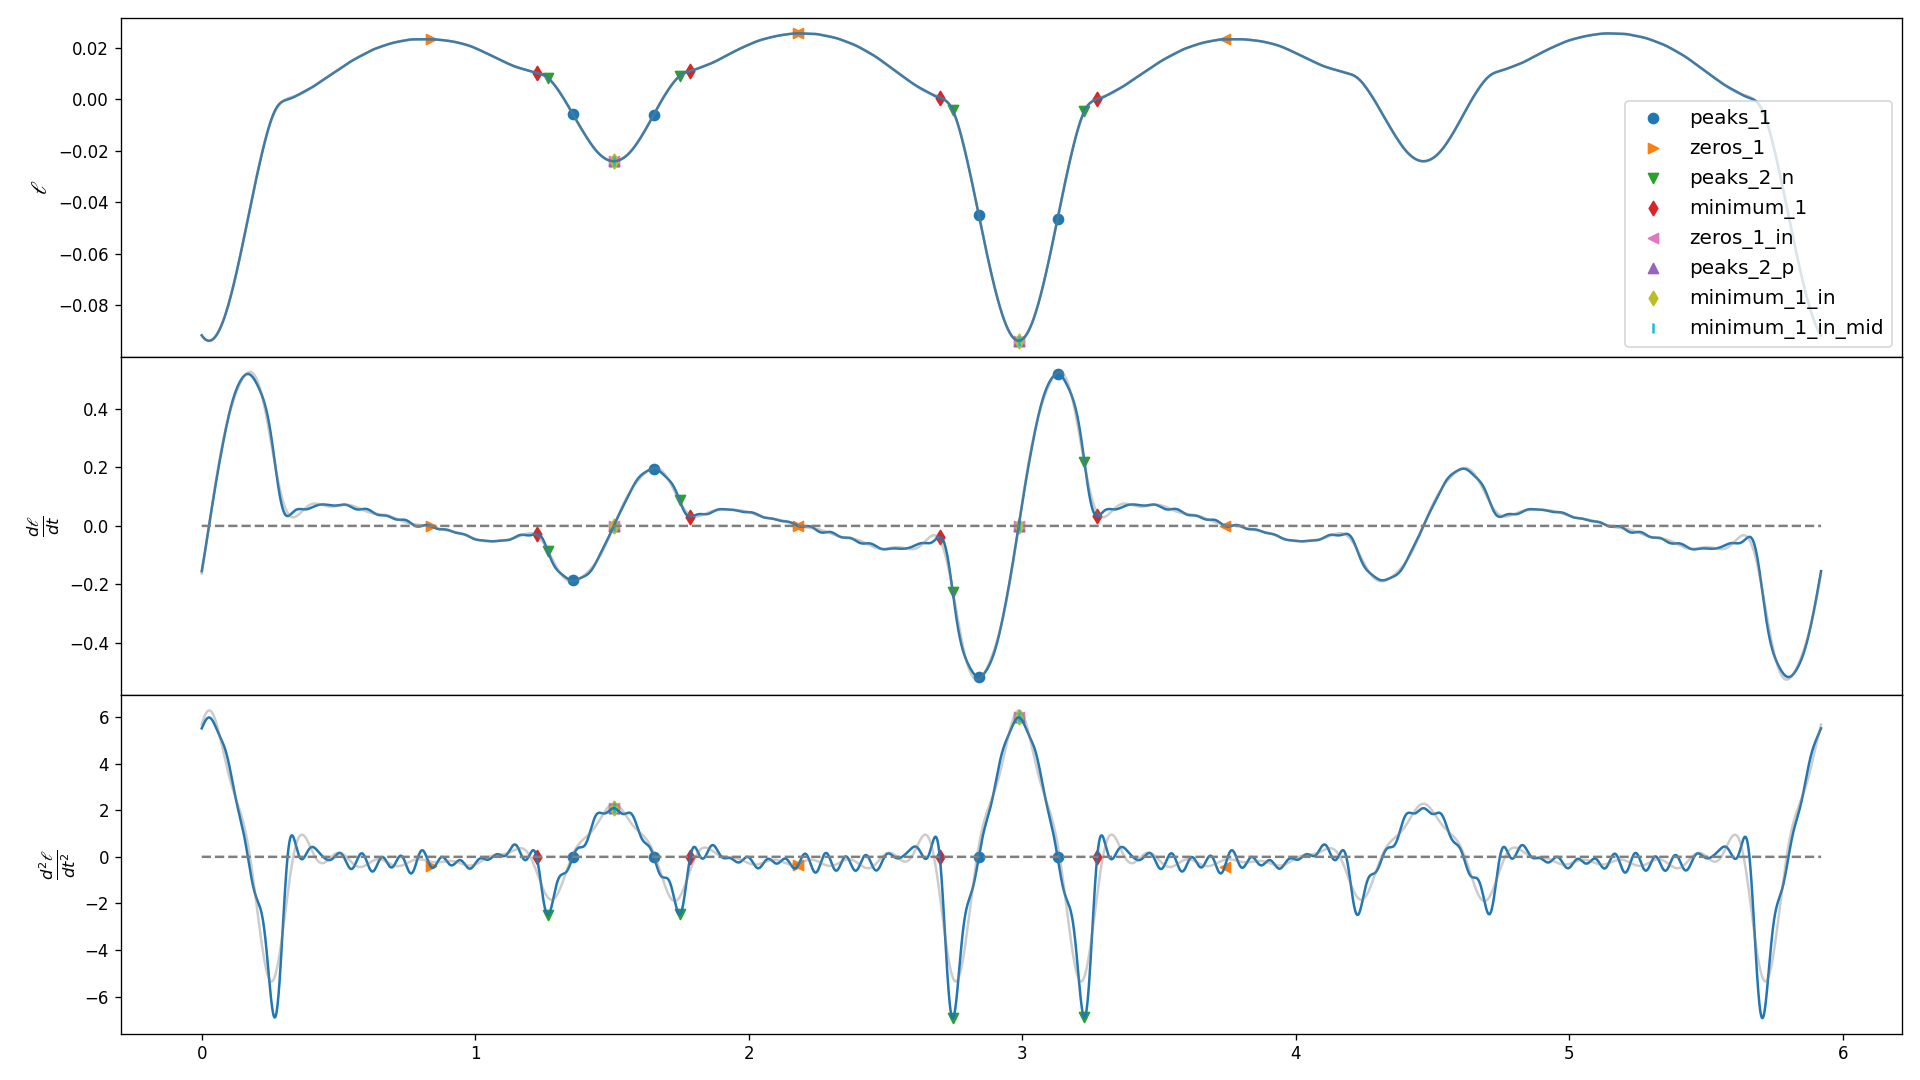 0.02
0.00
−0.02
−0.04
−0.06
−0.08
ℓ
peaks_1
zeros_1
peaks_2_n
minimum_1
zeros_1_in
peaks_2_p
minimum_1_in
minimum_1_in_mid
0.4
0.2
0.0
−0.2
−0.4
dℓ
dt
6
4
2
0
−2
−4
−6
d²ℓ
dt²
0 1 2 3 4 5 6